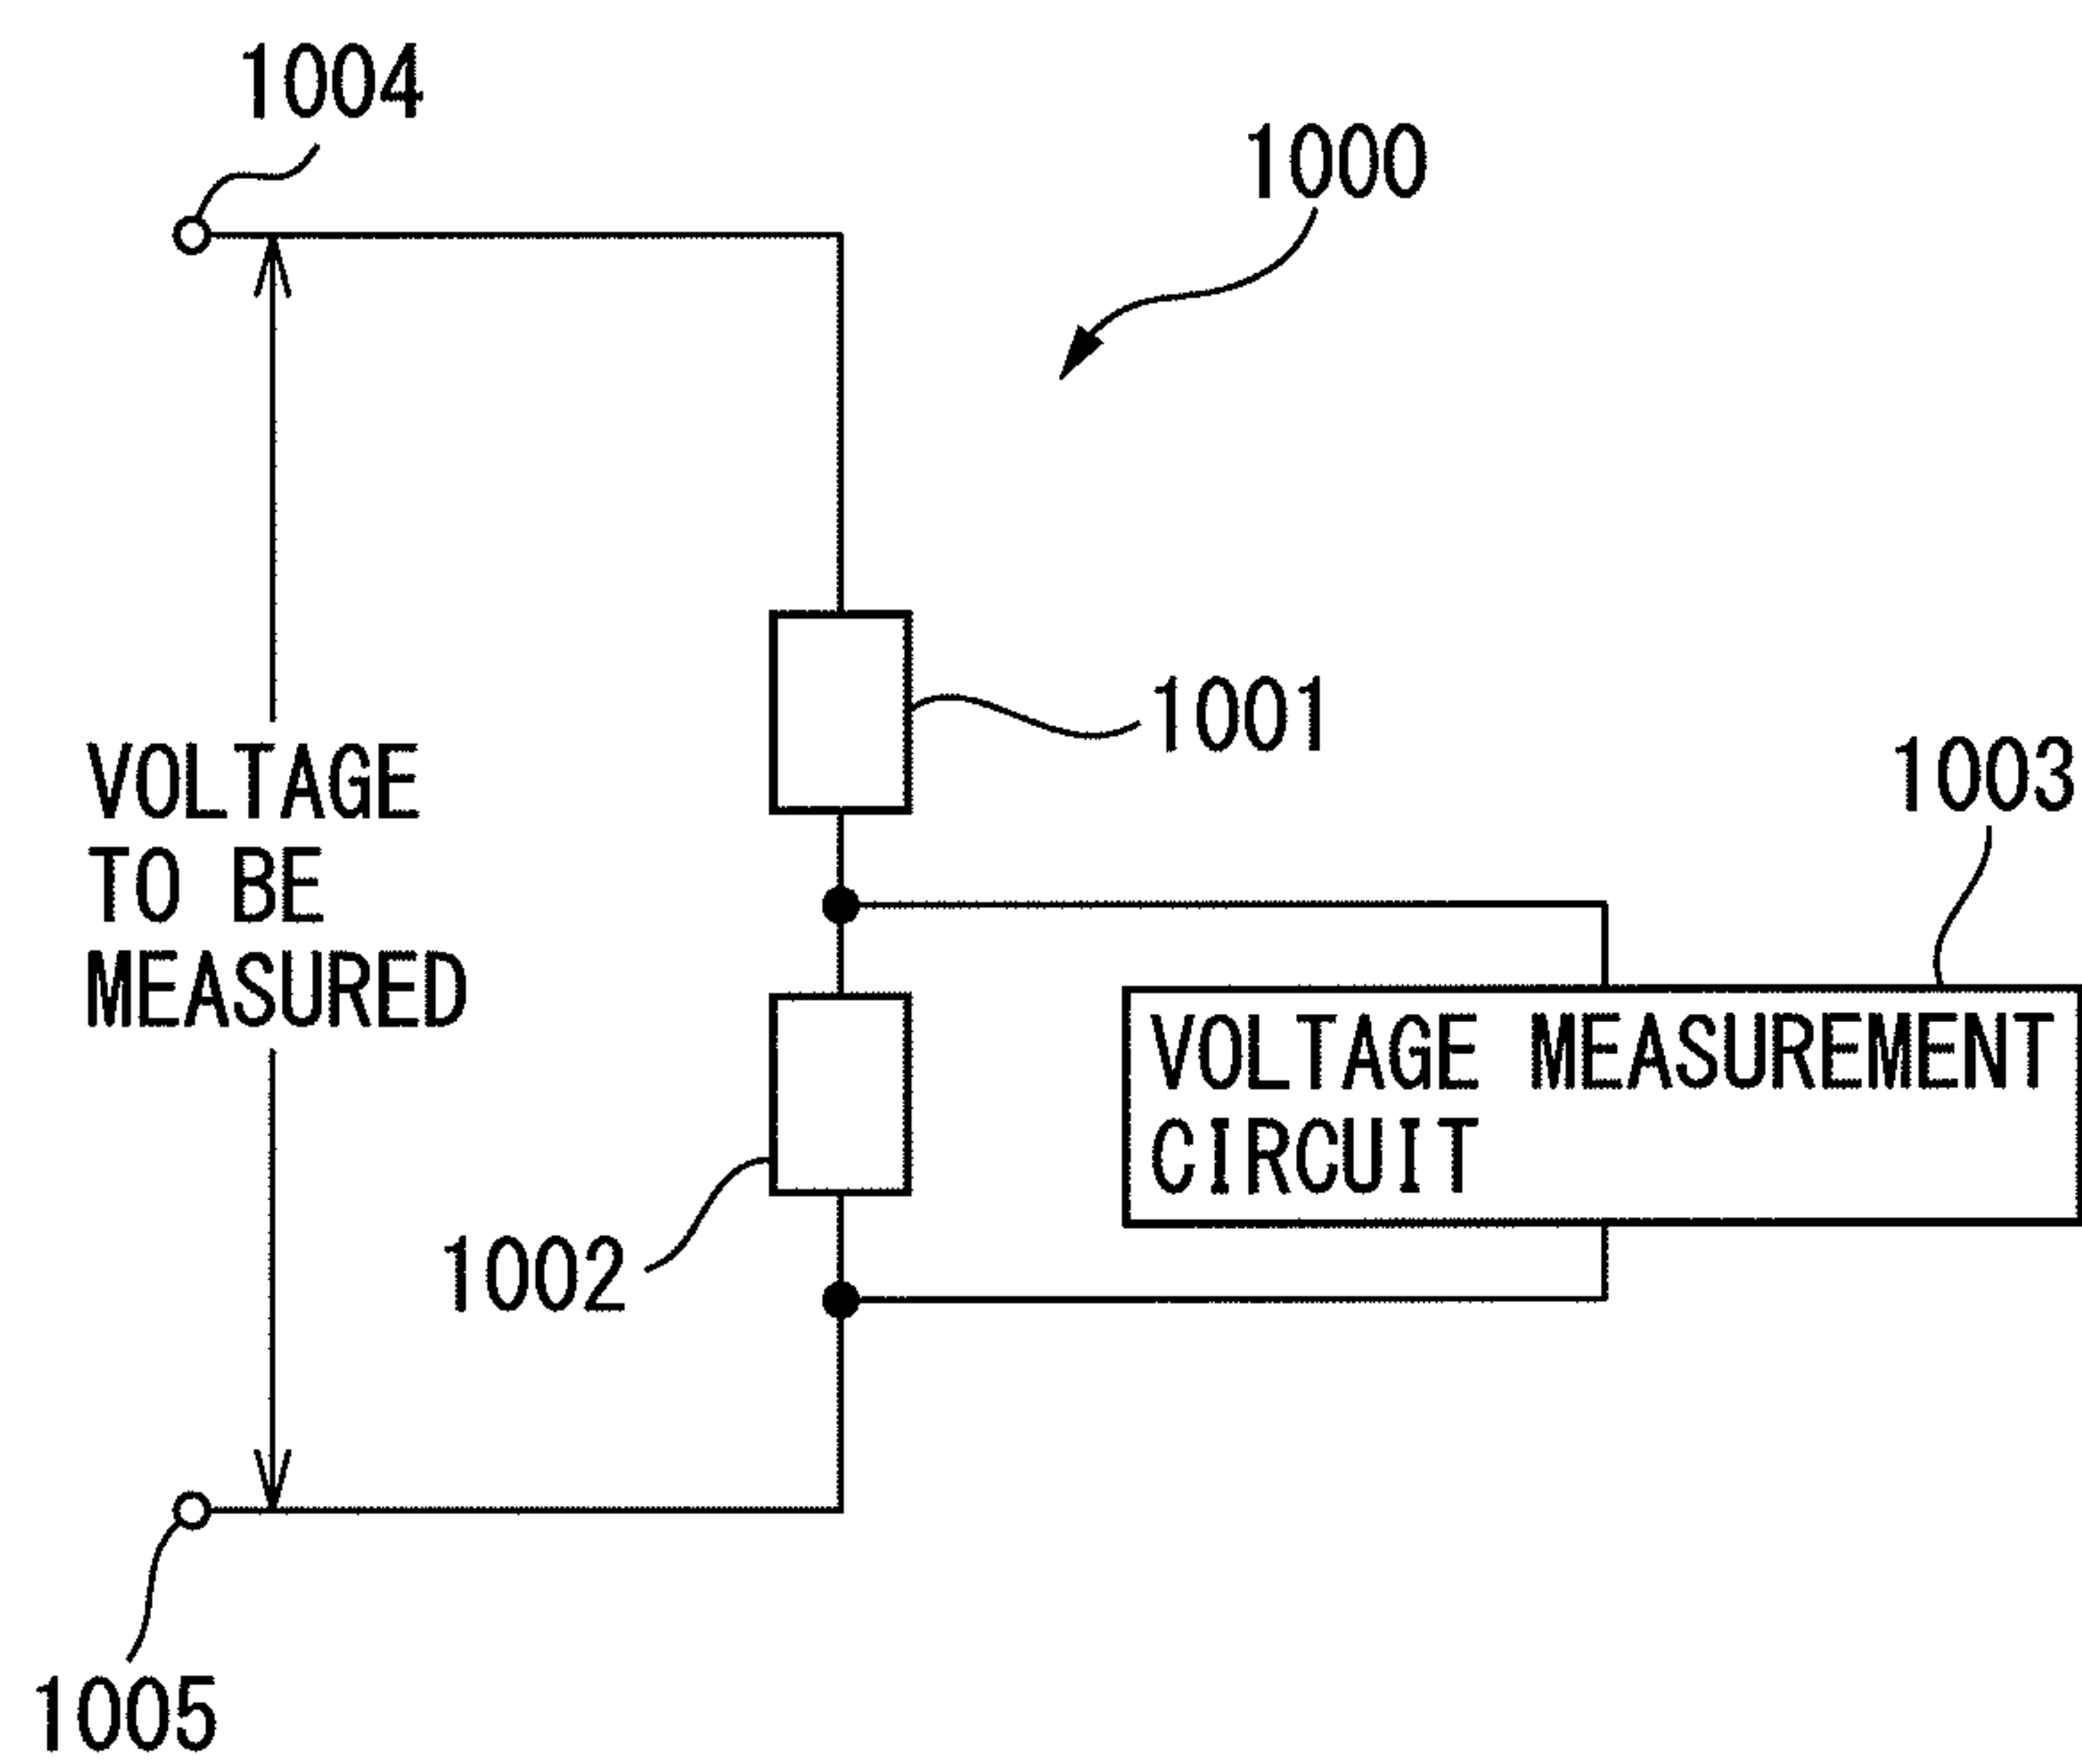 1004
1000
1001
VOLTAGE
TO BE
MEASURED
1003
VOLTAGE MEASUREMENT
CIRCUIT
1002
1005